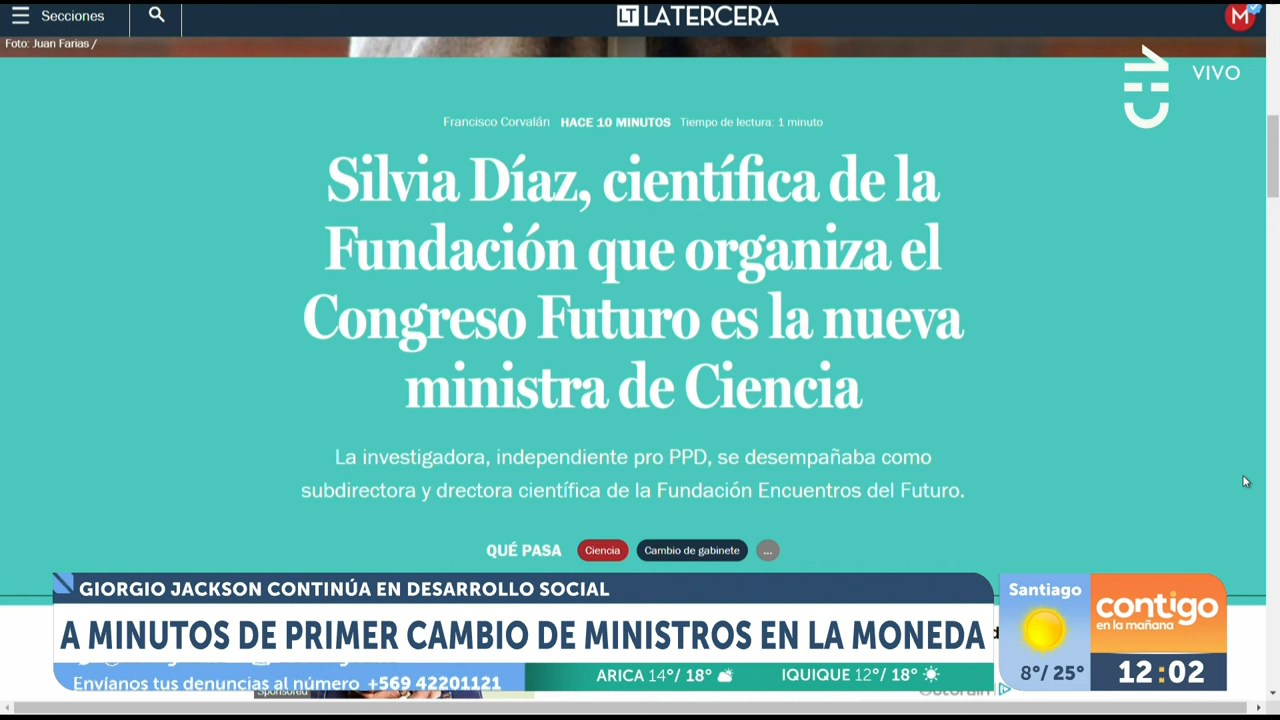 Secciones
LT LATERCERA
M
Foto: Juan Farias /
CHV
VIVO
Francisco Corvalán HACE 10 MINUTOS Tiempo de lectura: 1 minuto
Silvia Díaz, científica de la
Fundación que organiza el
Congreso Futuro es la nueva
ministra de Ciencia
La investigadora, independiente pro PPD, se desempañaba como
subdirectora y drectora científica de la Fundación Encuentros del Futuro.
QUÉ PASA Ciencia Cambio de gabinete ...
GIORGIO JACKSON CONTINÚA EN DESARROLLO SOCIAL
A MINUTOS DE PRIMER CAMBIO DE MINISTROS EN LA MONEDA
Envíanos tus denuncias al número +569 42201121
Sponsored
ARICA 14°/ 18° IQUIQUE 12°/ 18°
Santiago
8°/ 25°
contigo
en la mañana
12:02